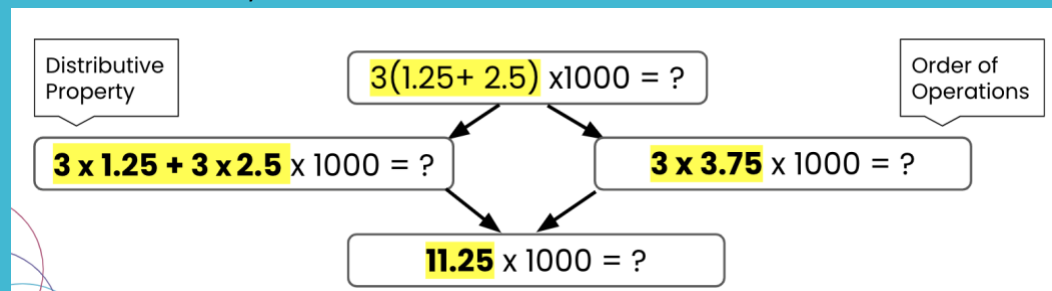 Distributive
Property
3(1.25+ 2.5) x1000 = ?
Order of
Operations
3 x 1.25 + 3 x 2.5 x 1000 = ?
3 x 3.75 x 1000 = ?
11.25 x 1000 = ?